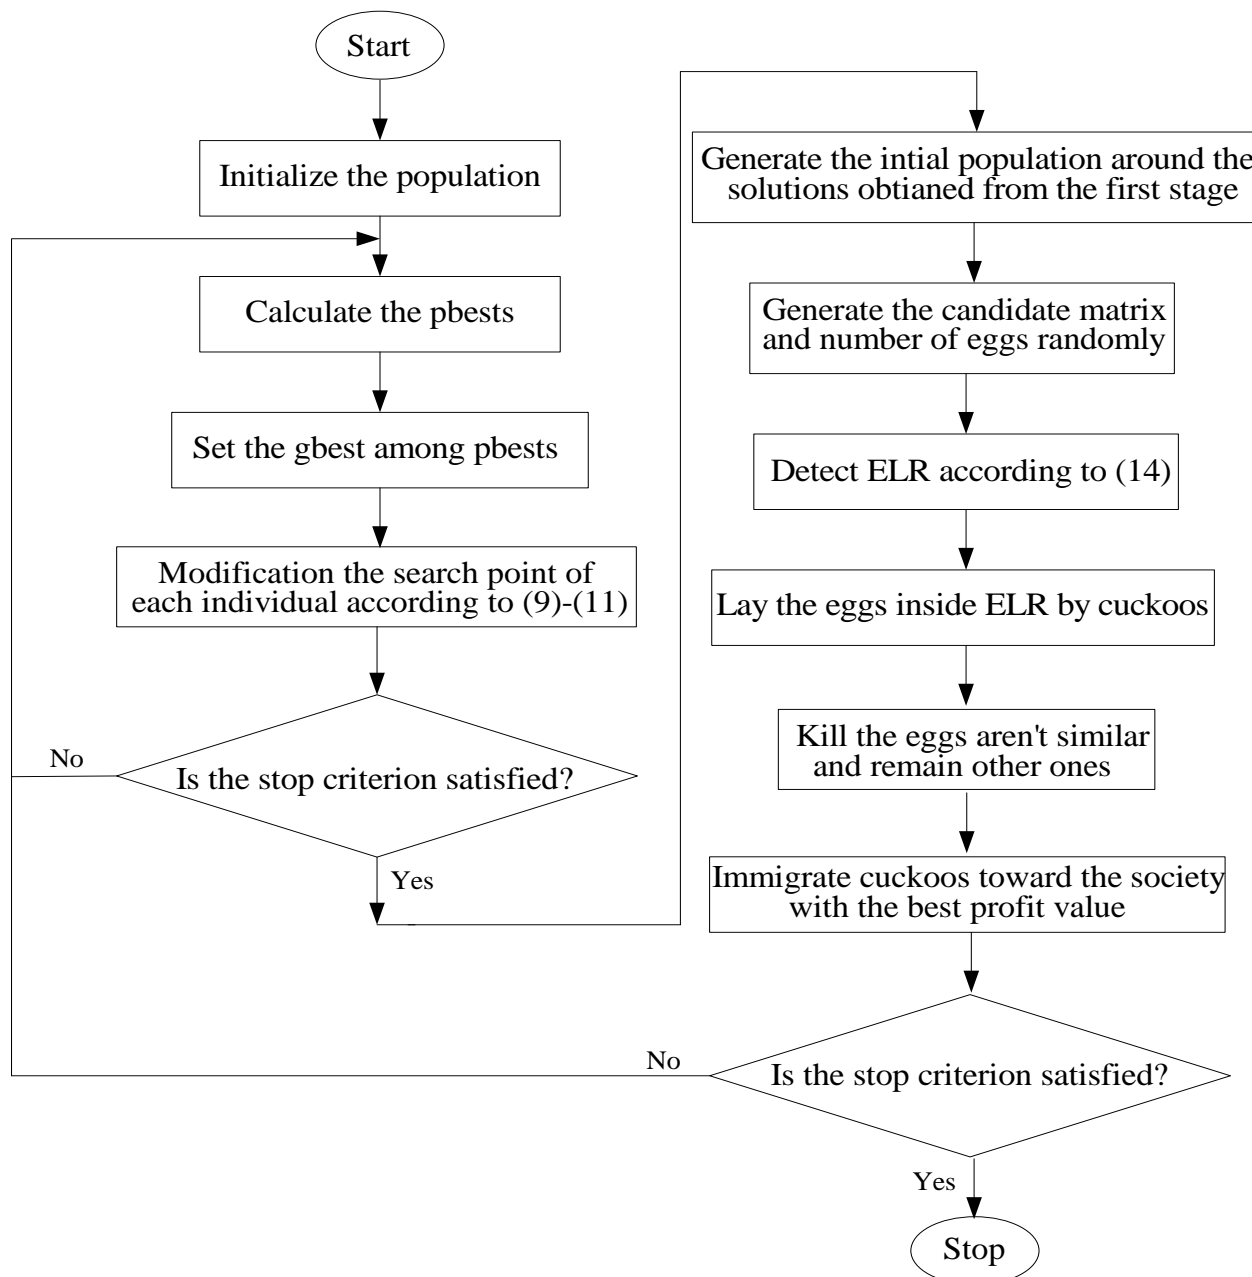 Start
Initialize the population
Calculate the pbests
Set the gbest among pbests
Modification the search point of
each individual according to (9)-(11)
No
Is the stop criterion satisfied?
Yes
Generate the intial population around the
solutions obtianed from the first stage
Generate the candidate matrix
and number of eggs randomly
Detect ELR according to (14)
Lay the eggs inside ELR by cuckoos
Kill the eggs aren't similar
and remain other ones
Immigrate cuckoos toward the society
with the best profit value
No
Is the stop criterion satisfied?
Yes
Stop